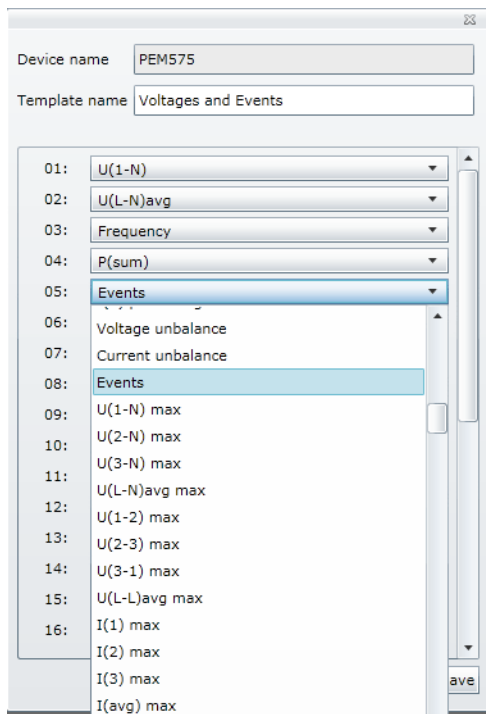 Device name PEM575
Template name Voltages and Events
01: U(1-N)
02: U(L-N)avg
03: Frequency
04: P(sum)
05: Events
06: Voltage unbalance
07: Current unbalance
08: Events
09: U(1-N) max
10: U(2-N) max
11: U(3-N) max
U(L-N)avg max
12: U(1-2) max
13: U(2-3) max
14: U(3-1) max
15: U(L-L)avg max
16: I(1) max
I(2) max
I(3) max
ave
I(avg) max